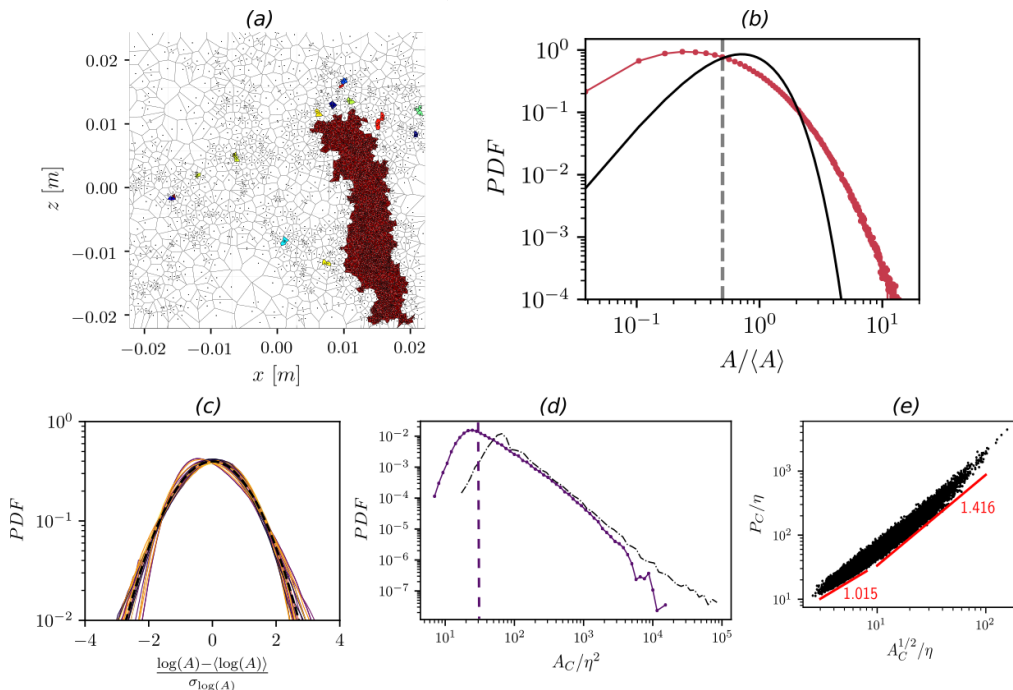 (a)
0.02
0.01
0.00
−0.01
−0.02
z [m]
−0.02 −0.01 0.00 0.01 0.02
x [m]
(b)
10^0
10^{-1}
10^{-2}
10^{-3}
10^{-4}
PDF
10^{-1} 10^0 10^1
A/⟨A⟩
(c)
10^0
10^{-1}
10^{-2}
PDF
−4 −2 0 2 4
log(A)−⟨log(A)⟩
σ_{log(A)}
(d)
10^{-2}
10^{-3}
10^{-4}
10^{-5}
10^{-6}
10^{-7}
PDF
10^1 10^2 10^3 10^4 10^5
A_C/η^2
(e)
10^3
10^2
10^1
P_C/η
1.416
1.015
10^1 10^2
A_C^{1/2}/η